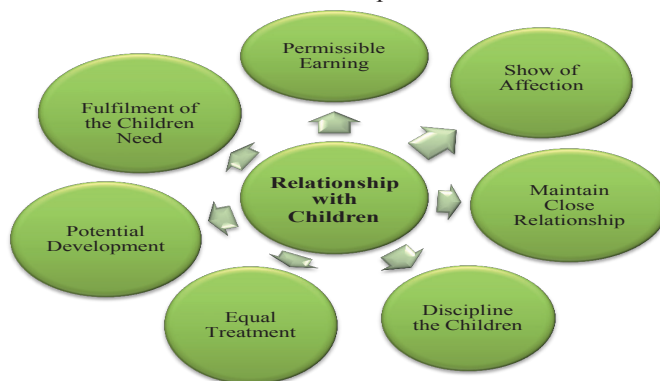 Permissible
Earning
Show of
Affection
Fulfilment of
the Children
Need
Relationship
with
Children
Maintain
Close
Relationship
Potential
Development
Equal
Treatment
Discipline
the Children